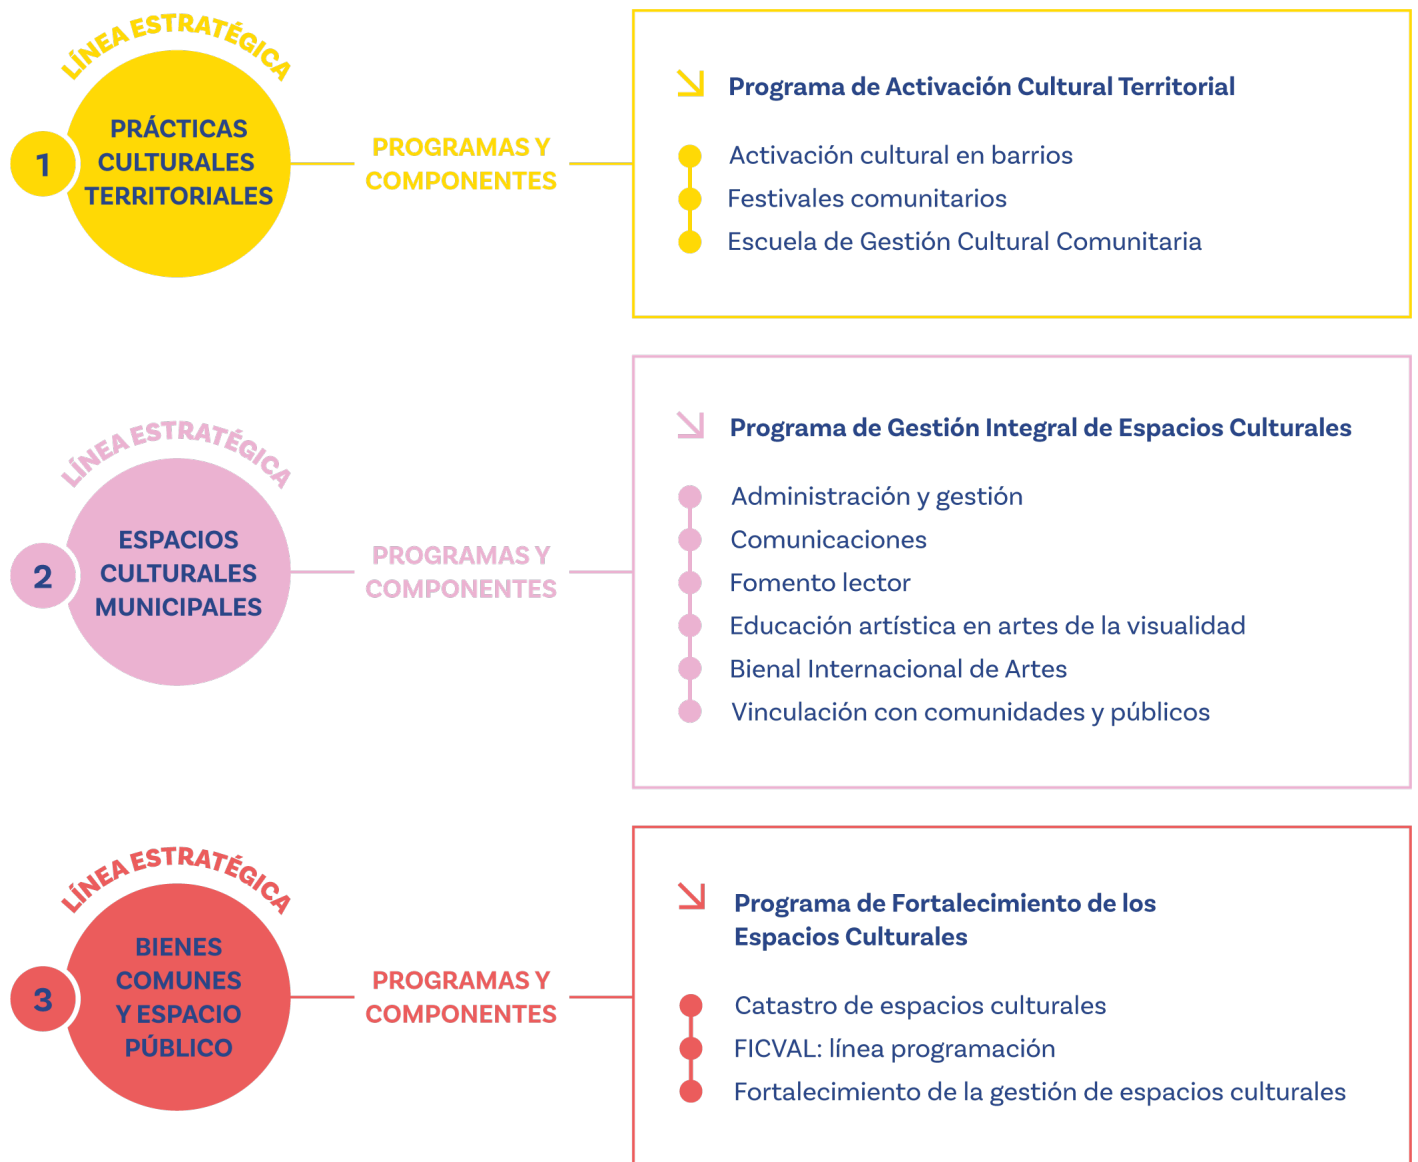 LÍNEA ESTRATÉGICA
1
PRÁCTICAS
CULTURALES
TERRITORIALES
PROGRAMAS Y
COMPONENTES
Programa de Activación Cultural Territorial
Activación cultural en barrios
Festivales comunitarios
Escuela de Gestión Cultural Comunitaria
LÍNEA ESTRATÉGICA
2
ESPACIOS
CULTURALES
MUNICIPALES
PROGRAMAS Y
COMPONENTES
Programa de Gestión Integral de Espacios Culturales
Administración y gestión
Comunicaciones
Fomento lector
Educación artística en artes de la visualidad
Bienal Internacional de Artes
Vinculación con comunidades y públicos
LÍNEA ESTRATÉGICA
3
BIENES
COMUNES
Y ESPACIO
PÚBLICO
PROGRAMAS Y
COMPONENTES
Programa de Fortalecimiento de los
Espacios Culturales
Catastro de espacios culturales
FICVAL: línea programación
Fortalecimiento de la gestión de espacios culturales